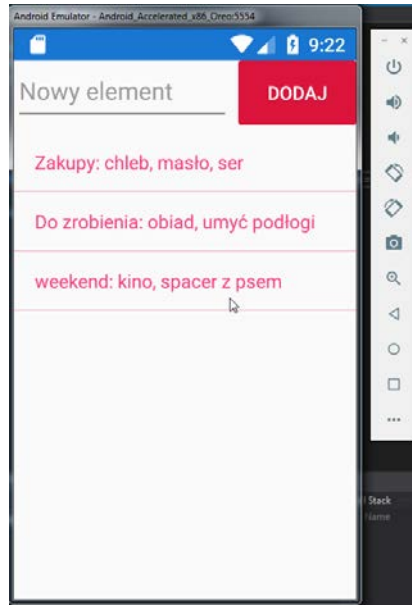 Android Emulator - Android_Accelerated_x86_Oreo:5554
9:22
Nowy element
DODAJ
Zakupy: chleb, masło, ser
Do zrobienia: obiad, umyć podłogi
weekend: kino, spacer z psem
Stack
Name